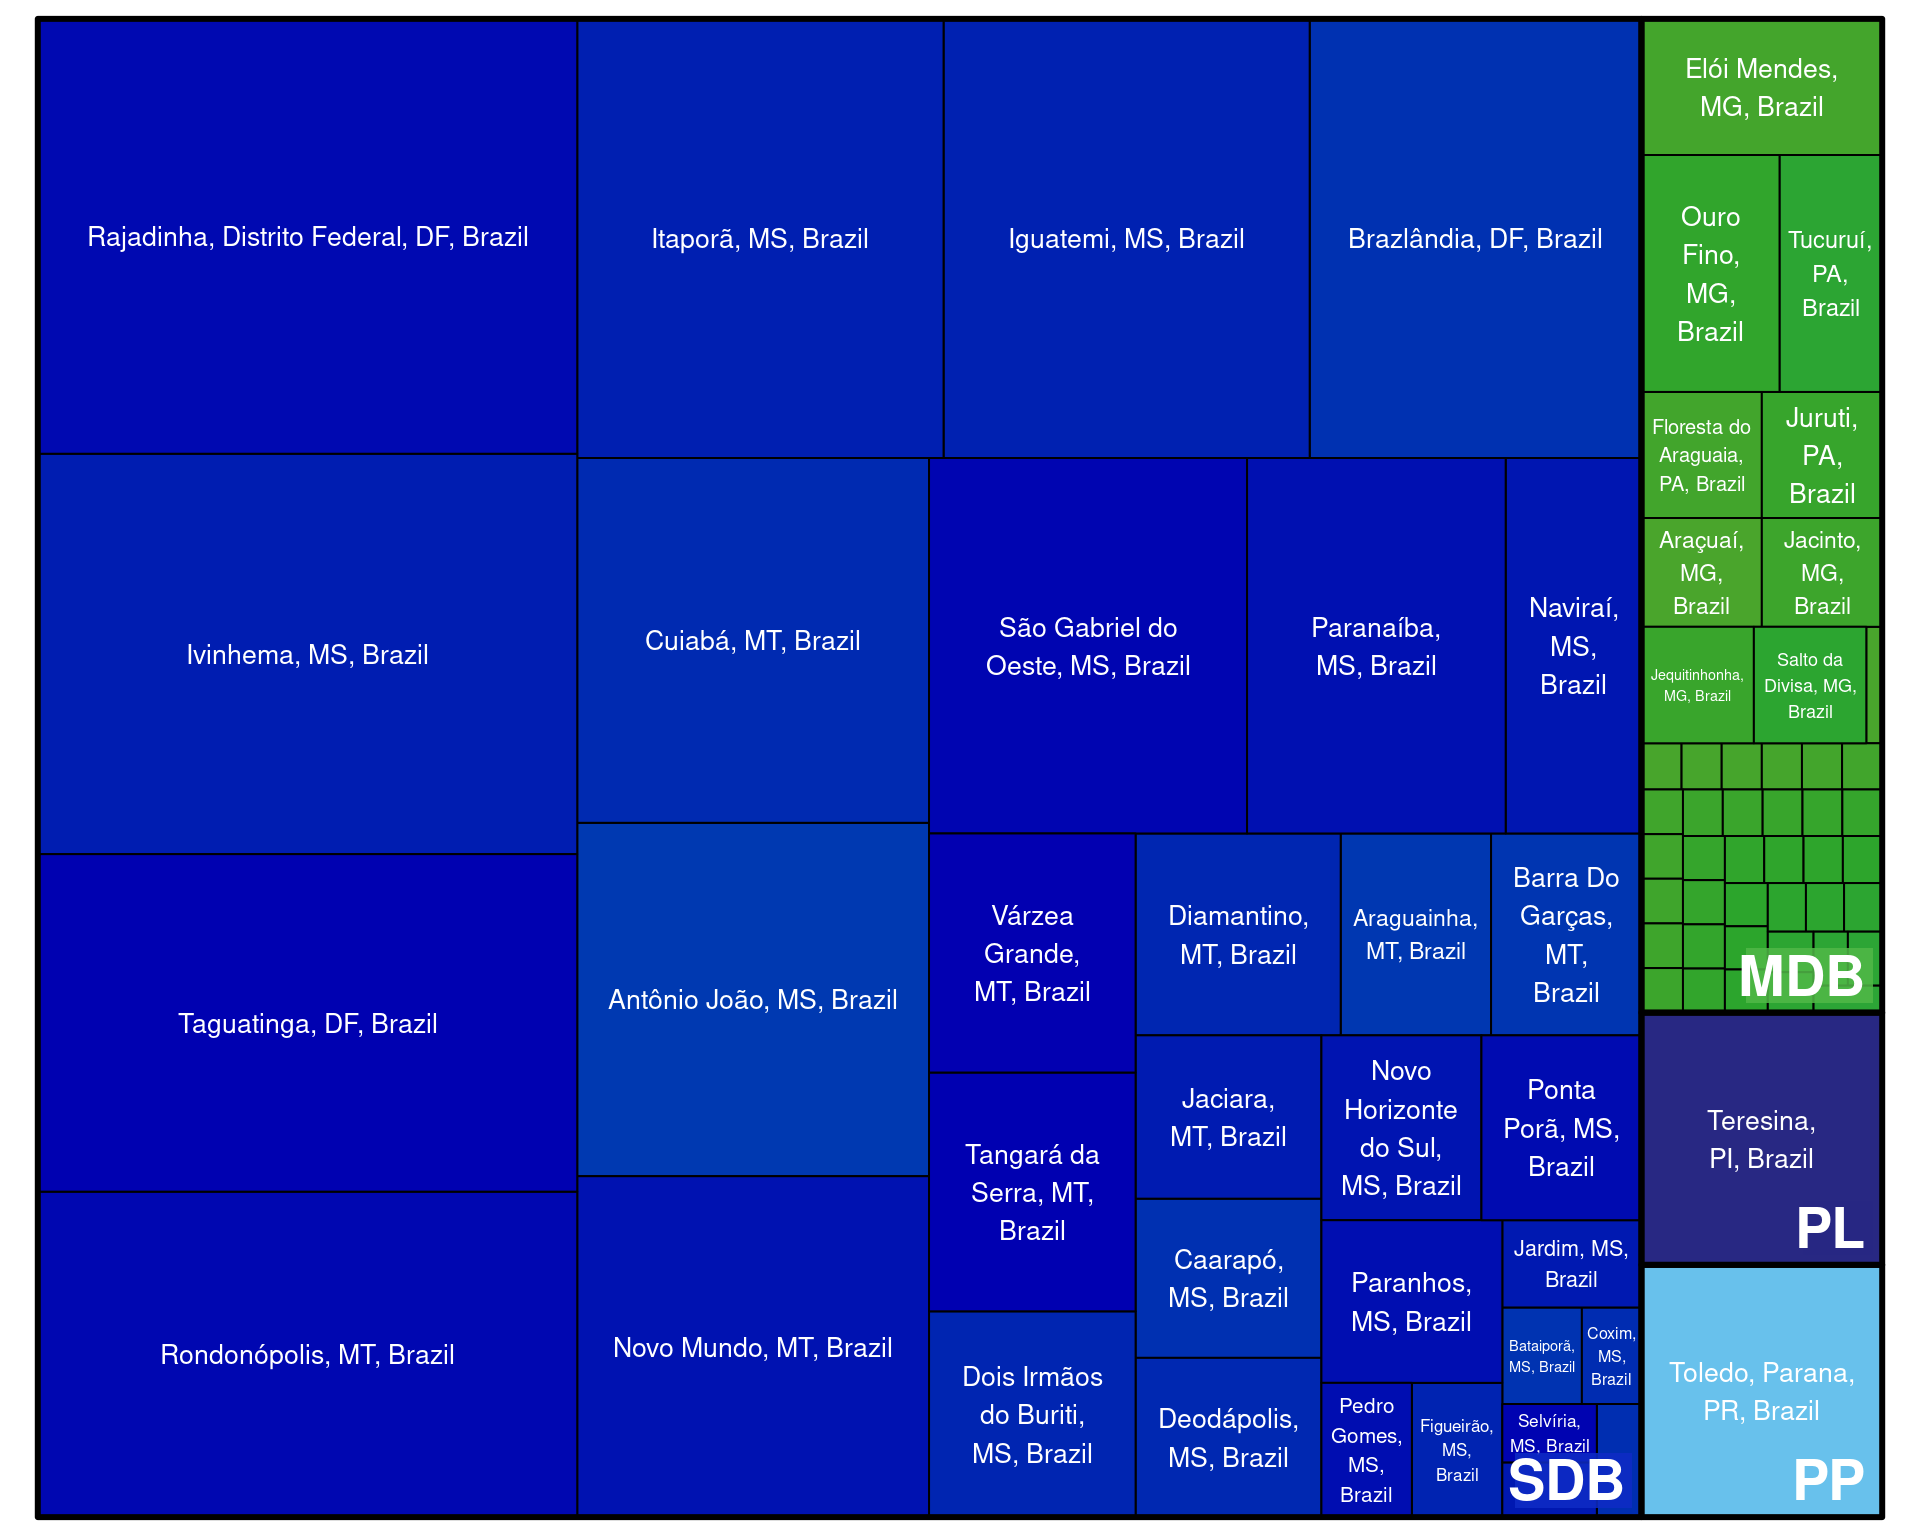 Rajadinha, Distrito Federal, DF, Brazil
Itaporã, MS, Brazil
Iguatemi, MS, Brazil
Brazlândia, DF, Brazil
Ivinhema, MS, Brazil
Cuiabá, MT, Brazil
São Gabriel do
Oeste, MS, Brazil
Paranaíba,
MS, Brazil
Naviraí,
MS,
Brazil
Taguatinga, DF, Brazil
Antônio João, MS, Brazil
Rondonópolis, MT, Brazil
Novo Mundo, MT, Brazil
Várzea
Grande,
MT, Brazil
Tangará da
Serra, MT,
Brazil
Dois Irmãos
do Buriti,
MS, Brazil
Diamantino,
MT, Brazil
Araguainha,
MT, Brazil
Barra Do
Garças,
MT,
Brazil
Jaciara,
MT, Brazil
Novo
Horizonte
do Sul,
MS, Brazil
Ponta
Porã, MS,
Brazil
Caarapó,
MS, Brazil
Deodápolis,
MS, Brazil
Paranhos,
MS, Brazil
Jardim, MS,
Brazil
Bataiporã,
MS, Brazil
Coxim,
MS,
Brazil
Pedro
Gomes,
MS,
Brazil
Figueirão,
MS,
Brazil
Selvíria,
MS, Brazil
SDB
Elói Mendes,
MG, Brazil
Ouro
Fino,
MG,
Brazil
Tucuruí,
PA,
Brazil
Floresta do
Araguaia,
PA, Brazil
Juruti,
PA,
Brazil
Araçuaí,
MG,
Brazil
Jacinto,
MG,
Brazil
Jequitinhonha,
MG, Brazil
Salto da
Divisa, MG,
Brazil
MDB
Teresina,
PI, Brazil
PL
Toledo, Parana,
PR, Brazil
PP